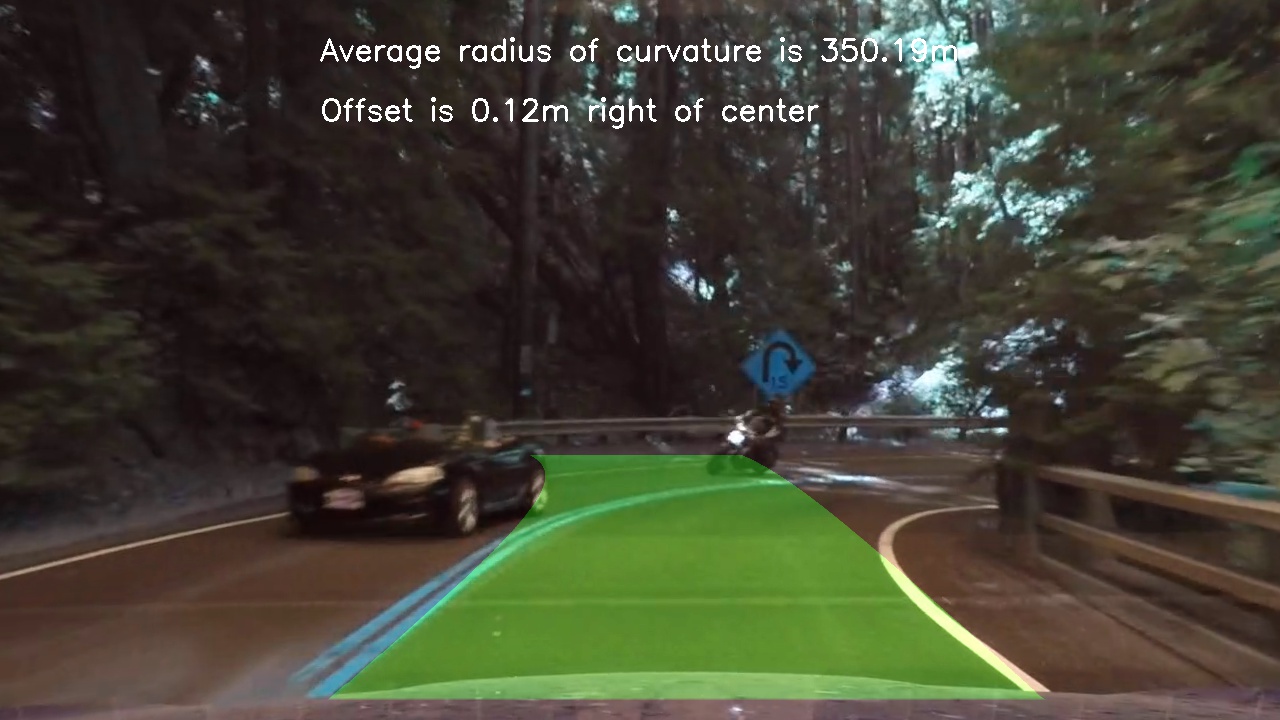 Average radius of curvature is 350.19m
Offset is 0.12m right of center
15